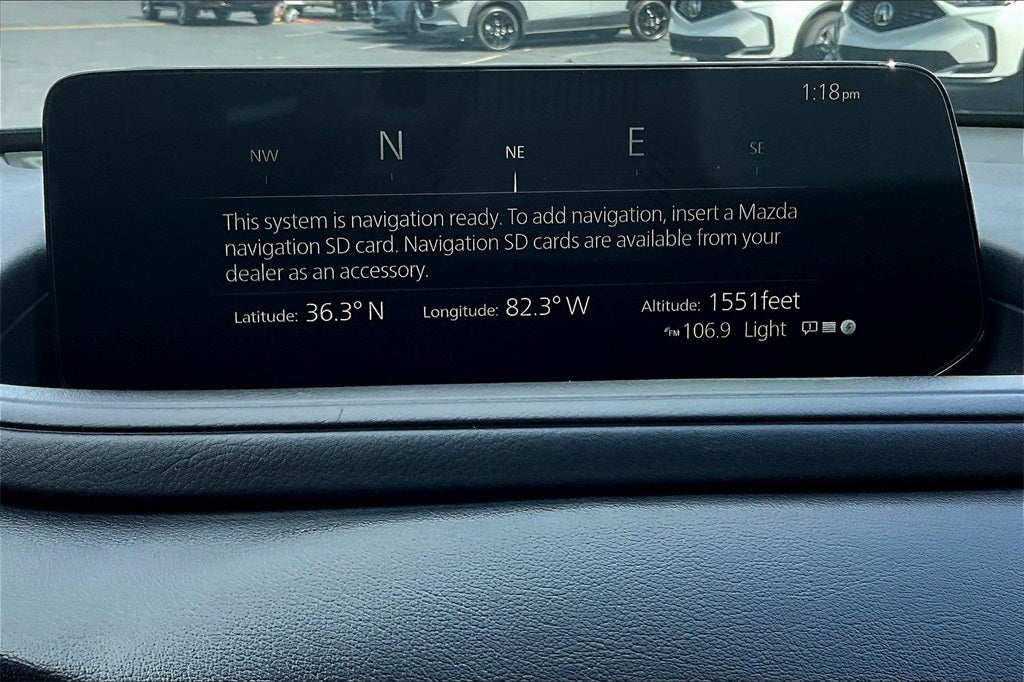 1:18pm
NW N NE E SE
This system is navigation ready. To add navigation, insert a Mazda
navigation SD card. Navigation SD cards are available from your
dealer as an accessory.
Latitude: 36.3° N Longitude: 82.3° W Altitude: 1551feet
FM 106.9 Light